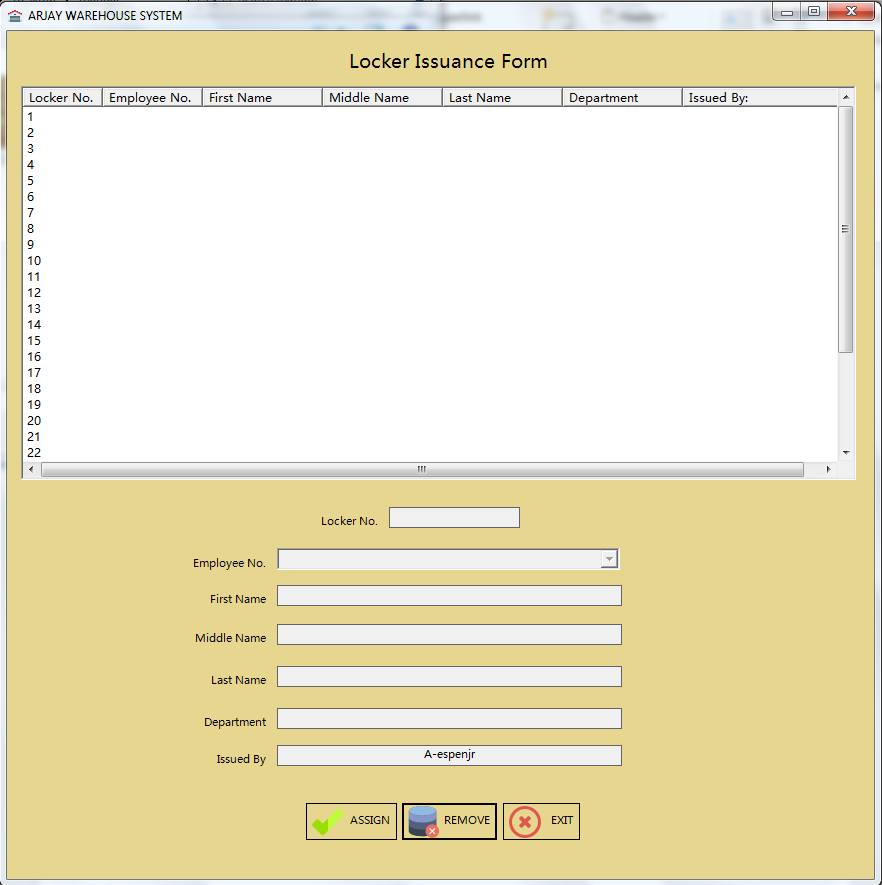 ARJAY WAREHOUSE SYSTEM
Locker Issuance Form
Locker No. Employee No. First Name Middle Name Last Name Department Issued By:
1
2
3
4
5
6
7
8
9
10
11
12
13
14
15
16
17
18
19
20
21
22
Locker No.
Employee No.
First Name
Middle Name
Last Name
Department
Issued By A-espenjr
ASSIGN REMOVE EXIT